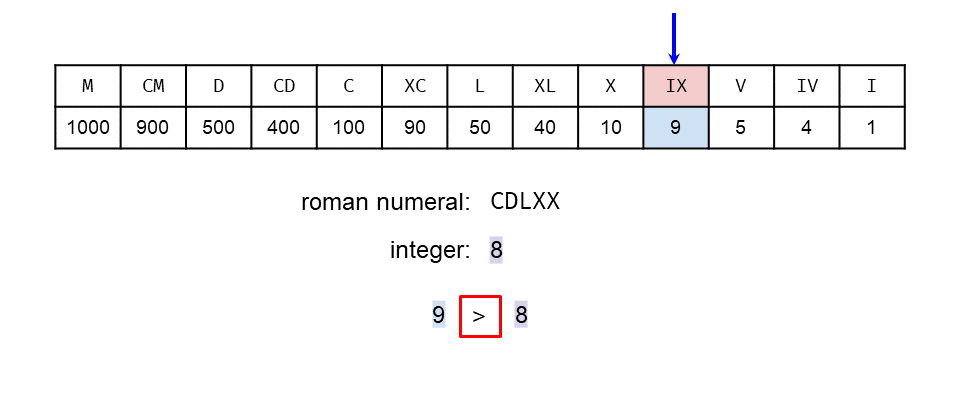 M CM D CD C XC L XL X IX V IV I
1000 900 500 400 100 90 50 40 10 9 5 4 1
roman numeral: CDLXX
integer: 8
9 > 8